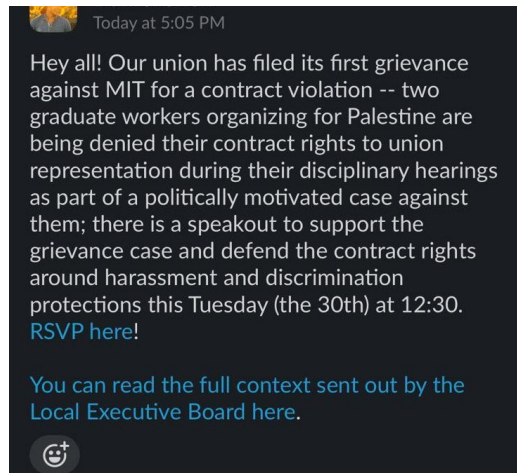 Today at 5:05 PM
Hey all! Our union has filed its first grievance
against MIT for a contract violation -- two
graduate workers organizing for Palestine are
being denied their contract rights to union
representation during their disciplinary hearings
as part of a politically motivated case against
them; there is a speakout to support the
grievance case and defend the contract rights
around harassment and discrimination
protections this Tuesday (the 30th) at 12:30.
RSVP here!
You can read the full context sent out by the
Local Executive Board here.